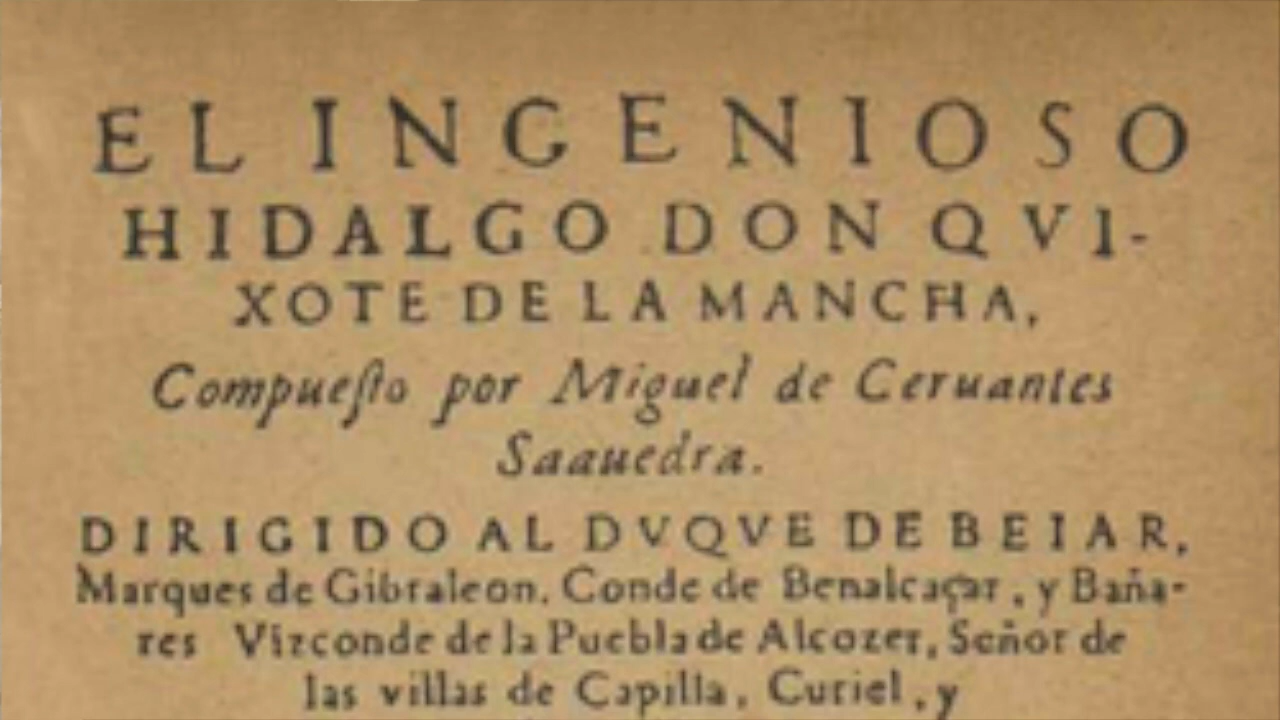 EL INGENIOSO
HIDALGO DON QVI-
XOTE DE LA MANCHA,
Compueſto por Miguel de Ceruantes
Saauedra.
DIRIGIDO AL DVQVE DE BEIAR,
Marques de Gibraleon, Conde de Benalcaçar, y Baña-
res Vizconde de la Puebla de Alcozer, Señor de
las villas de Capilla, Curiel, y